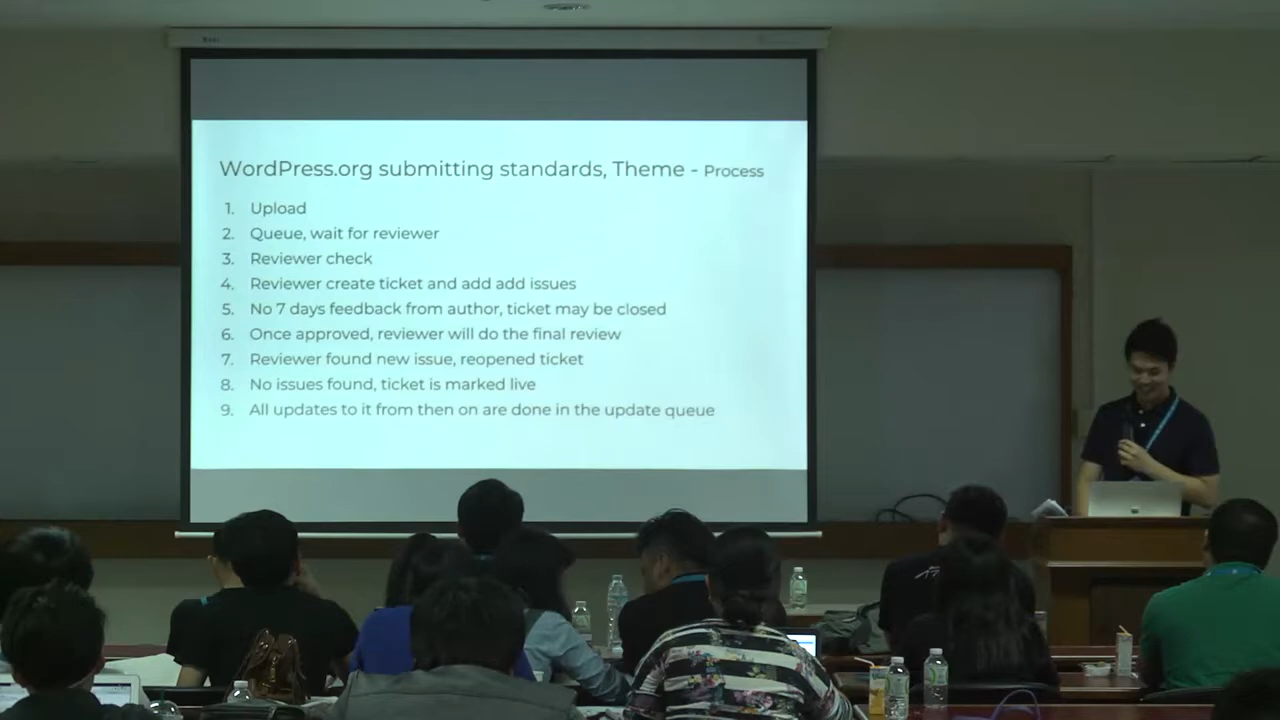 WordPress.org submitting standards, Theme - Process
1. Upload
2. Queue, wait for reviewer
3. Reviewer check
4. Reviewer create ticket and add add issues
5. No 7 days feedback from author, ticket may be closed
6. Once approved, reviewer will do the final review
7. Reviewer found new issue, reopened ticket
8. No issues found, ticket is marked live
9. All updates to it from then on are done in the update queue